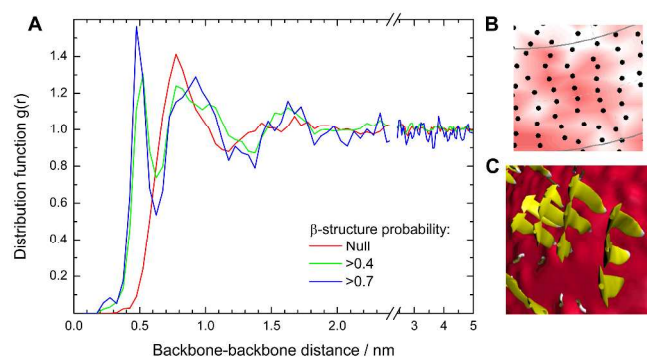 A
B
1.4
1.2
1.0
0.8
0.6
0.4
0.2
Distribution function g(r)
β-structure probability:
Null
>0.4
>0.7
0.0 0.5 1.0 1.5 2.0 3 4 5
Backbone-backbone distance / nm
C